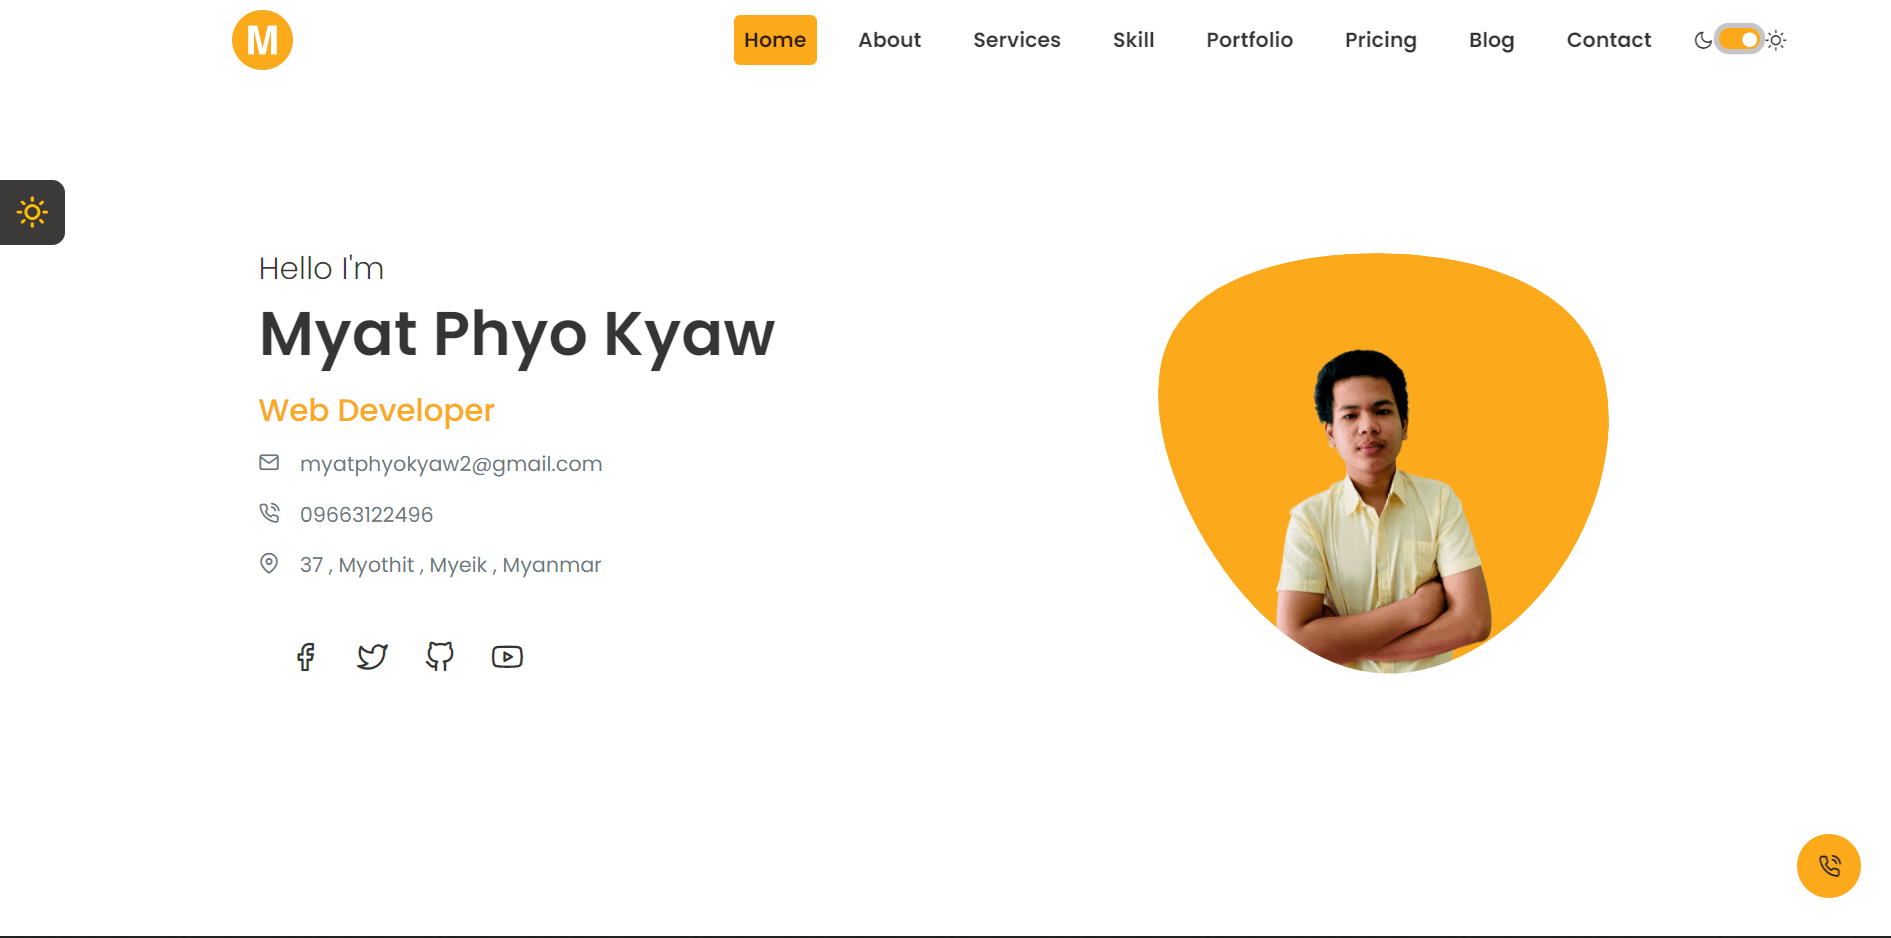 M
Home About Services Skill Portfolio Pricing Blog Contact
Hello I'm
Myat Phyo Kyaw
Web Developer
myatphyokyaw2@gmail.com
09663122496
37 , Myothit , Myeik , Myanmar